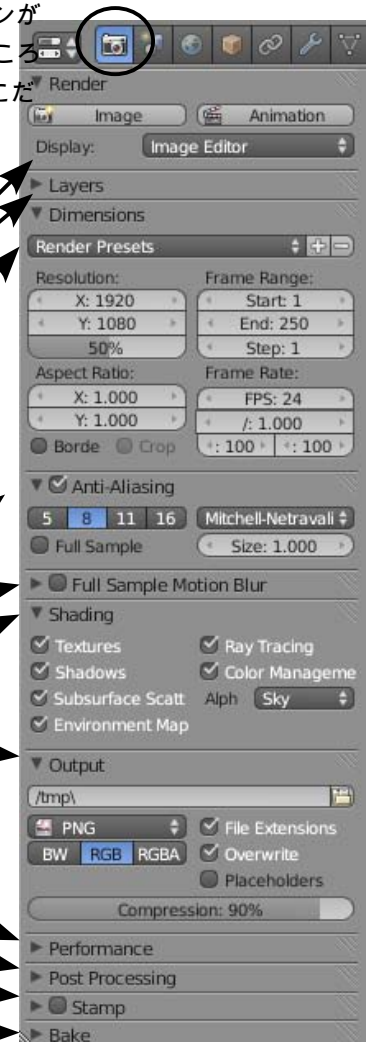 ンが
ころ
こだ
Render
Image Animation
Display: Image Editor
Layers
Dimensions
Render Presets
Resolution: Frame Range:
X: 1920 Start: 1
Y: 1080 End: 250
50% Step: 1
Aspect Ratio: Frame Rate:
X: 1.000 FPS: 24
Y: 1.000 /: 1.000
Borde Crop : 100 : 100
Anti-Aliasing
5 8 11 16 Mitchell-Netravali
Full Sample Size: 1.000
Full Sample Motion Blur
Shading
Textures Ray Tracing
Shadows Color Manageme
Subsurface Scatt Alph Sky
Environment Map
Output
/tmp\
PNG File Extensions
BW RGB RGBA Overwrite
Placeholders
Compression: 90%
Performance
Post Processing
Stamp
Bake